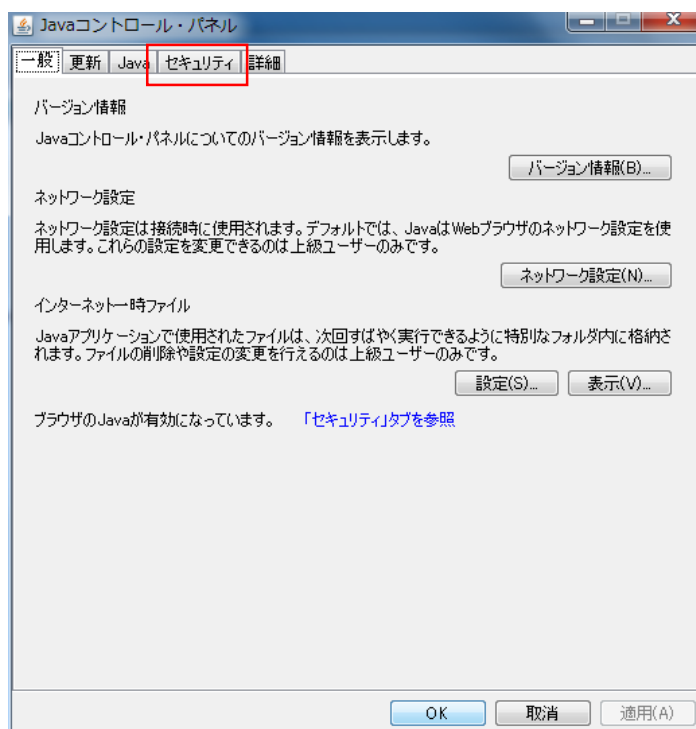 Javaコントロール・パネル
一般 更新 Java セキュリティ 詳細
バージョン情報
Javaコントロール・パネルについてのバージョン情報を表示します。
バージョン情報(B)...
ネットワーク設定
ネットワーク設定は接続時に使用されます。デフォルトでは、JavaはWebブラウザのネットワーク設定を使
用します。これらの設定を変更できるのは上級ユーザーのみです。
ネットワーク設定(N)...
インターネット一時ファイル
Javaアプリケーションで使用されたファイルは、次回すばやく実行できるように特別なフォルダ内に格納さ
れます。ファイルの削除や設定の変更を行えるのは上級ユーザーのみです。
設定(S)... 表示(V)...
ブラウザのJavaが有効になっています。 「セキュリティ」タブを参照
OK 取消 適用(A)